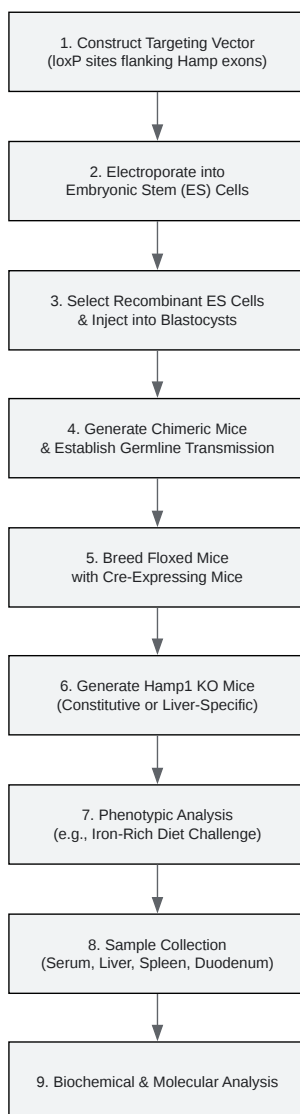 1. Construct Targeting Vector
(loxP sites flanking Hamp exons)
2. Electroporate into
Embryonic Stem (ES) Cells
3. Select Recombinant ES Cells
& Inject into Blastocysts
4. Generate Chimeric Mice
& Establish Germline Transmission
5. Breed Floxed Mice
with Cre-Expressing Mice
6. Generate Hamp1 KO Mice
(Constitutive or Liver-Specific)
7. Phenotypic Analysis
(e.g., Iron-Rich Diet Challenge)
8. Sample Collection
(Serum, Liver, Spleen, Duodenum)
9. Biochemical & Molecular Analysis